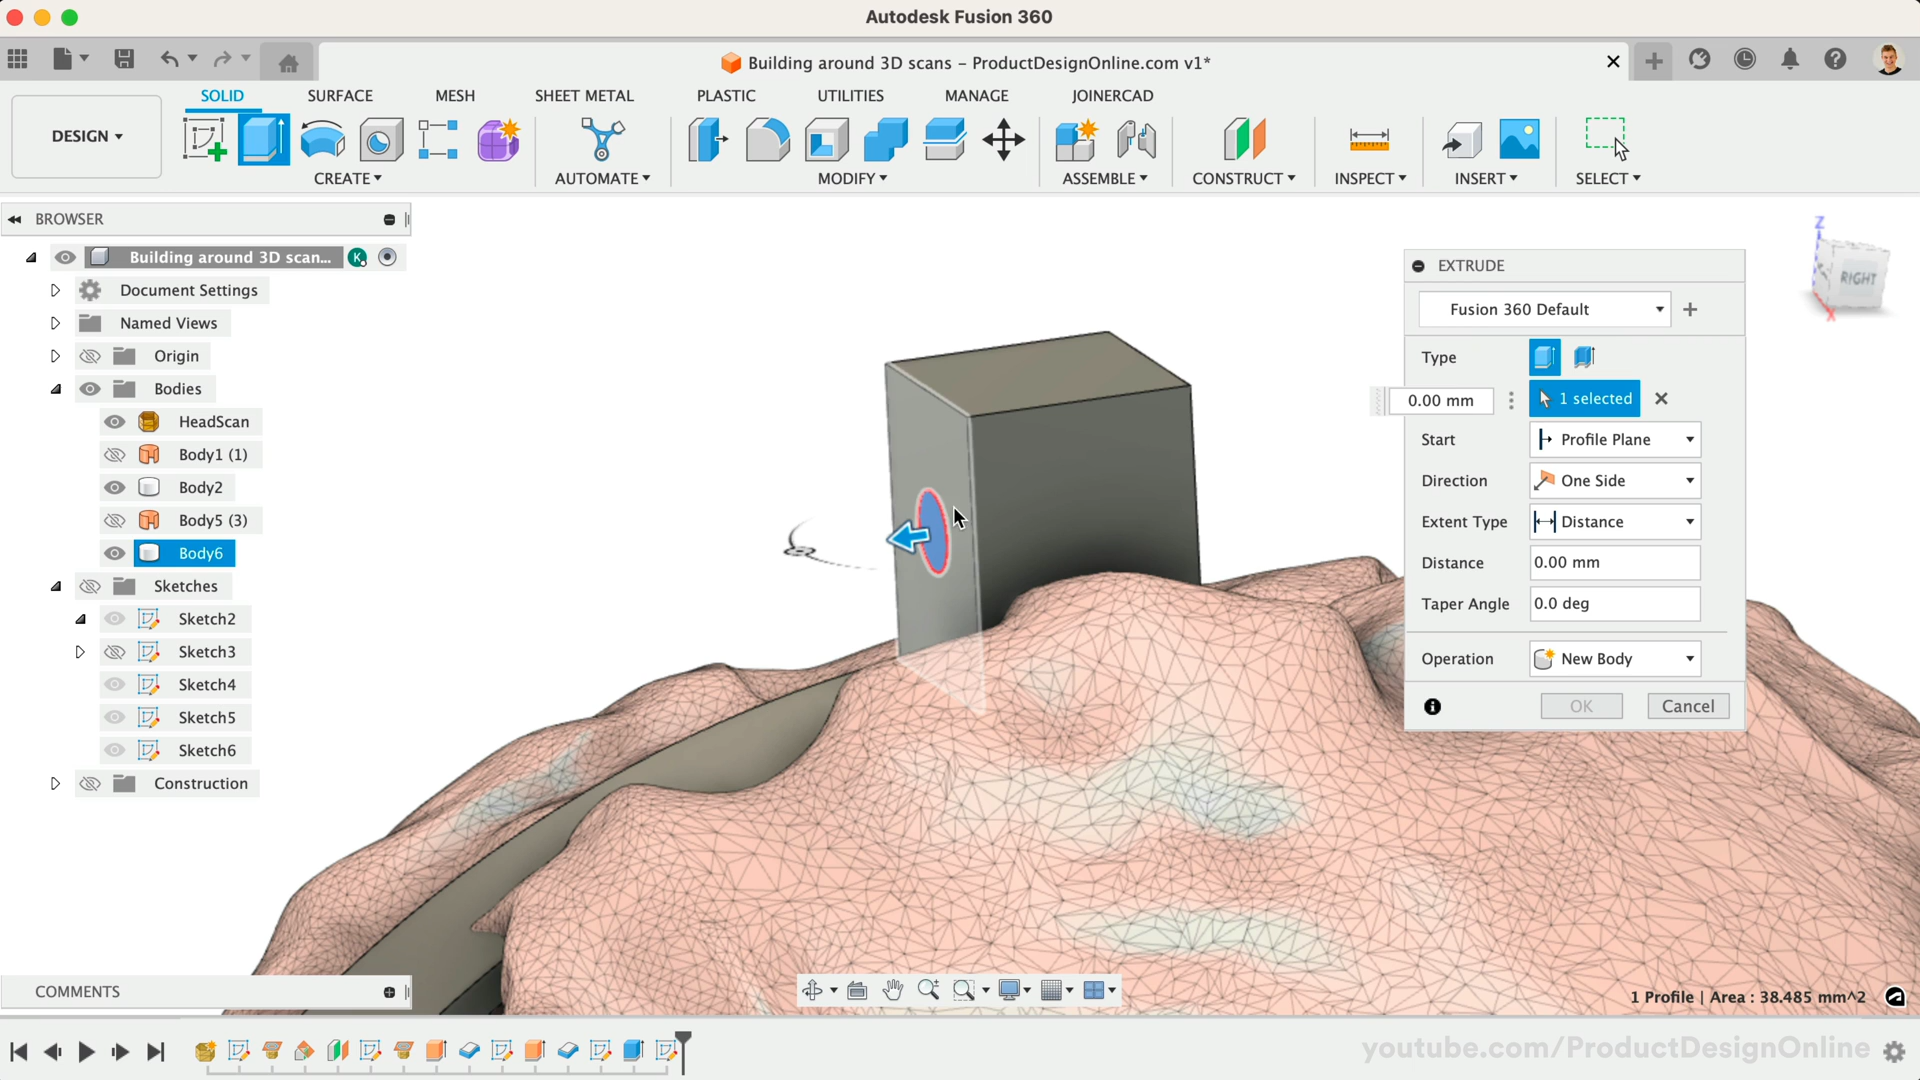 Autodesk Fusion 360
Building around 3D scans – ProductDesignOnline.com v1*
SOLID
SURFACE
MESH
SHEET METAL
PLASTIC
UTILITIES
MANAGE
JOINERCAD
DESIGN
CREATE
AUTOMATE
MODIFY
ASSEMBLE
CONSTRUCT
INSPECT
INSERT
SELECT
BROWSER
Building around 3D scan...
K
Document Settings
Named Views
Origin
Bodies
HeadScan
Body1 (1)
Body2
Body5 (3)
Body6
Sketches
Sketch2
Sketch3
Sketch4
Sketch5
Sketch6
Construction
Z
RIGHT
X
EXTRUDE
Fusion 360 Default
Type
0.00 mm
1 selected
Start
Profile Plane
Direction
One Side
Extent Type
Distance
Distance
0.00 mm
Taper Angle
0.0 deg
Operation
New Body
OK
Cancel
COMMENTS
1 Profile | Area : 38.485 mm^2
youtube.com/ProductDesignOnline